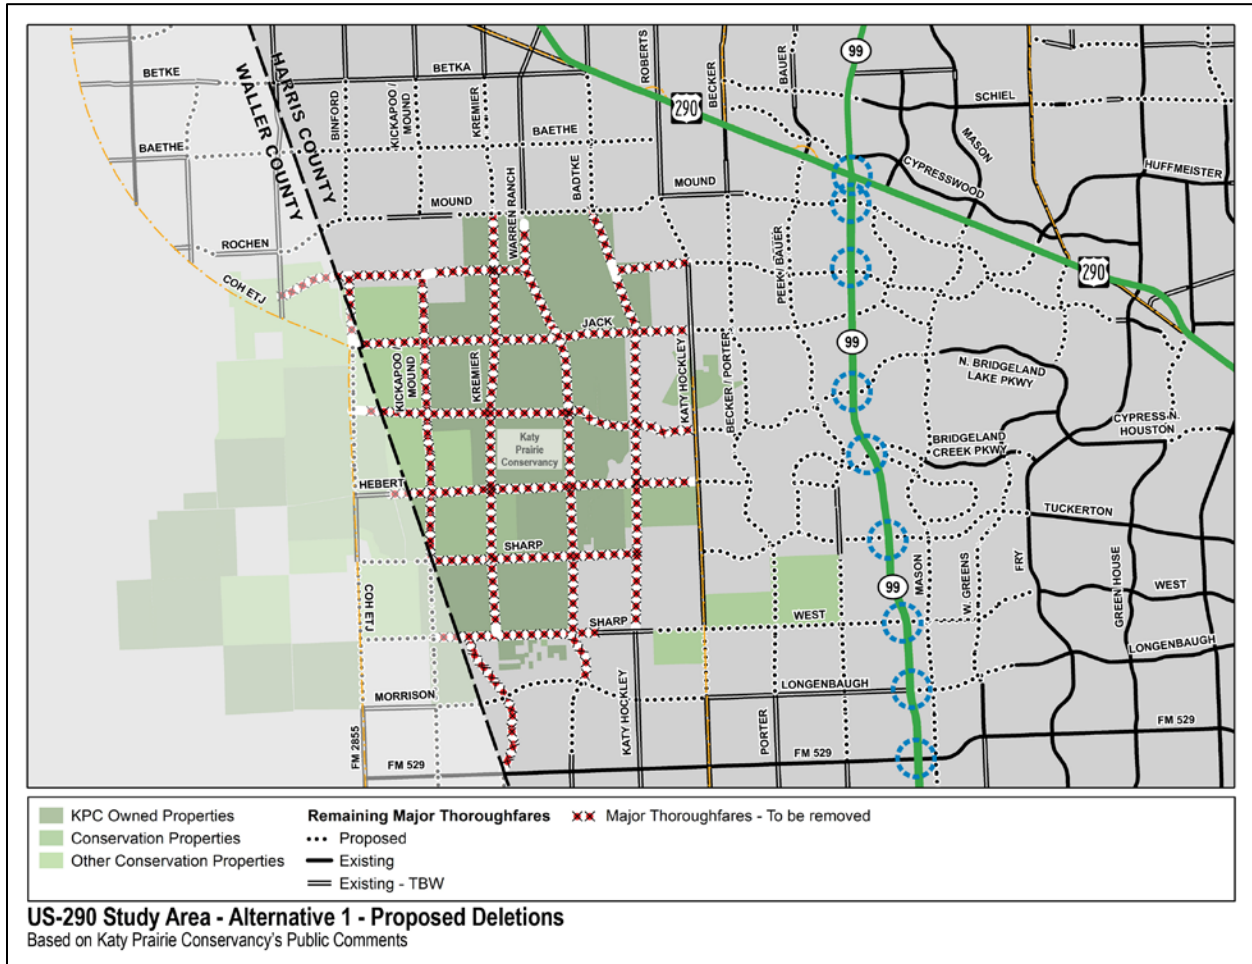 BETKE
BETKA
HARRIS COUNTY
WALLER COUNTY
BINFORD
KICKAPOO /
MOUND
KREMIER
ROBERTS
BECKER
BAUER
99
290
SCHIEL
MASON
BAETHE
BAETHE
BADTKE
WARREN RANCH
CYPRESSWOOD
HUFFMEISTER
MOUND
MOUND
ROCHEN
COH ETJ
PEEK / BAUER
290
JACK
99
KICKAPOO /
MOUND
KREMIER
KATY HOCKLEY
BECKER / PORTER
N. BRIDGELAND
LAKE PKWY
CYPRESS N.
HOUSTON
BRIDGELAND
CREEK PKWY
Katy
Prairie
Conservancy
HEBERT
TUCKERTON
SHARP
99
MASON
W. GREENS
FRY
GREEN HOUSE
WEST
COH ETJ
SHARP
WEST
LONGENBAUGH
MORRISON
LONGENBAUGH
KATY HOCKLEY
PORTER
FM 2855
FM 529
FM 529
FM 529
KPC Owned Properties
Conservation Properties
Other Conservation Properties
Remaining Major Thoroughfares
Proposed
Existing
Existing - TBW
Major Thoroughfares - To be removed
US-290 Study Area - Alternative 1 - Proposed Deletions
Based on Katy Prairie Conservancy's Public Comments